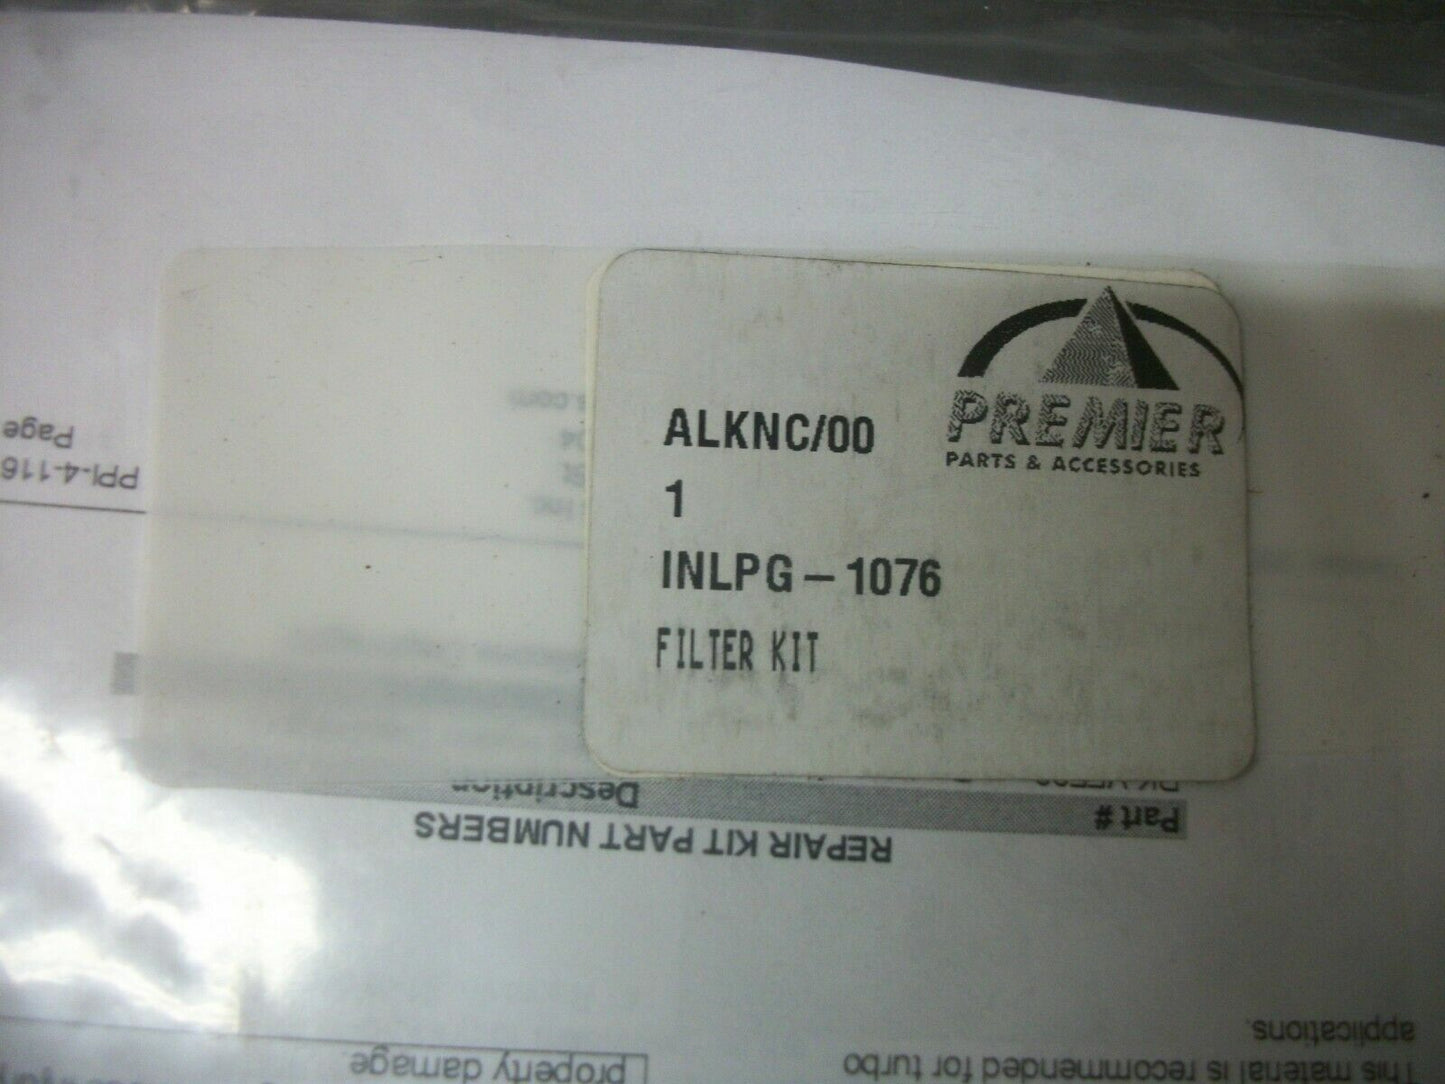 PREMIER
PARTS & ACCESSORIES
ALKNC/00
1
INLPG-1076
FILTER KIT
This material is recommended for turbo
applications.
property damage.
REPAIR KIT PART NUMBERS
Part # Description
PPI-4-116
Page